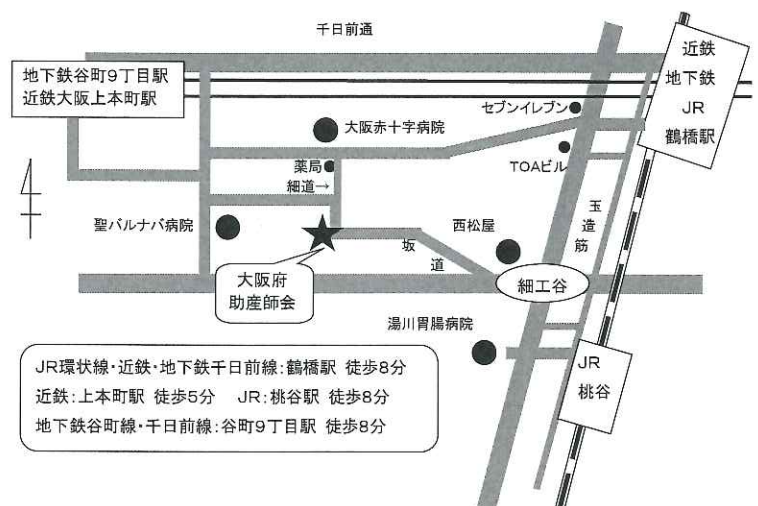 千日前通
近鉄
地下鉄
JR
鶴橋駅
地下鉄谷町9丁目駅
近鉄大阪上本町駅
セブンイレブン
大阪赤十字病院
薬局
TOAビル
細道→
玉造筋
聖バルナバ病院
西松屋
坂道
大阪府
助産師会
細工谷
湯川胃腸病院
JR環状線・近鉄・地下鉄千日前線:鶴橋駅 徒歩8分
近鉄:上本町駅 徒歩5分 JR:桃谷駅 徒歩8分
地下鉄谷町線・千日前線:谷町9丁目駅 徒歩8分
JR
桃谷